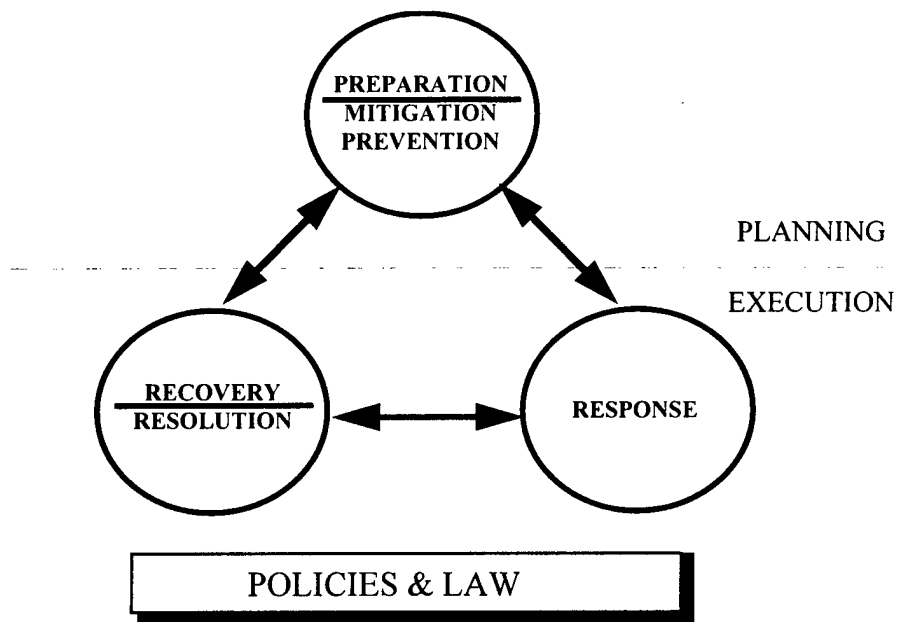 PREPARATION
MITIGATION
PREVENTION
PLANNING
EXECUTION
RECOVERY
RESOLUTION
RESPONSE
POLICIES & LAW